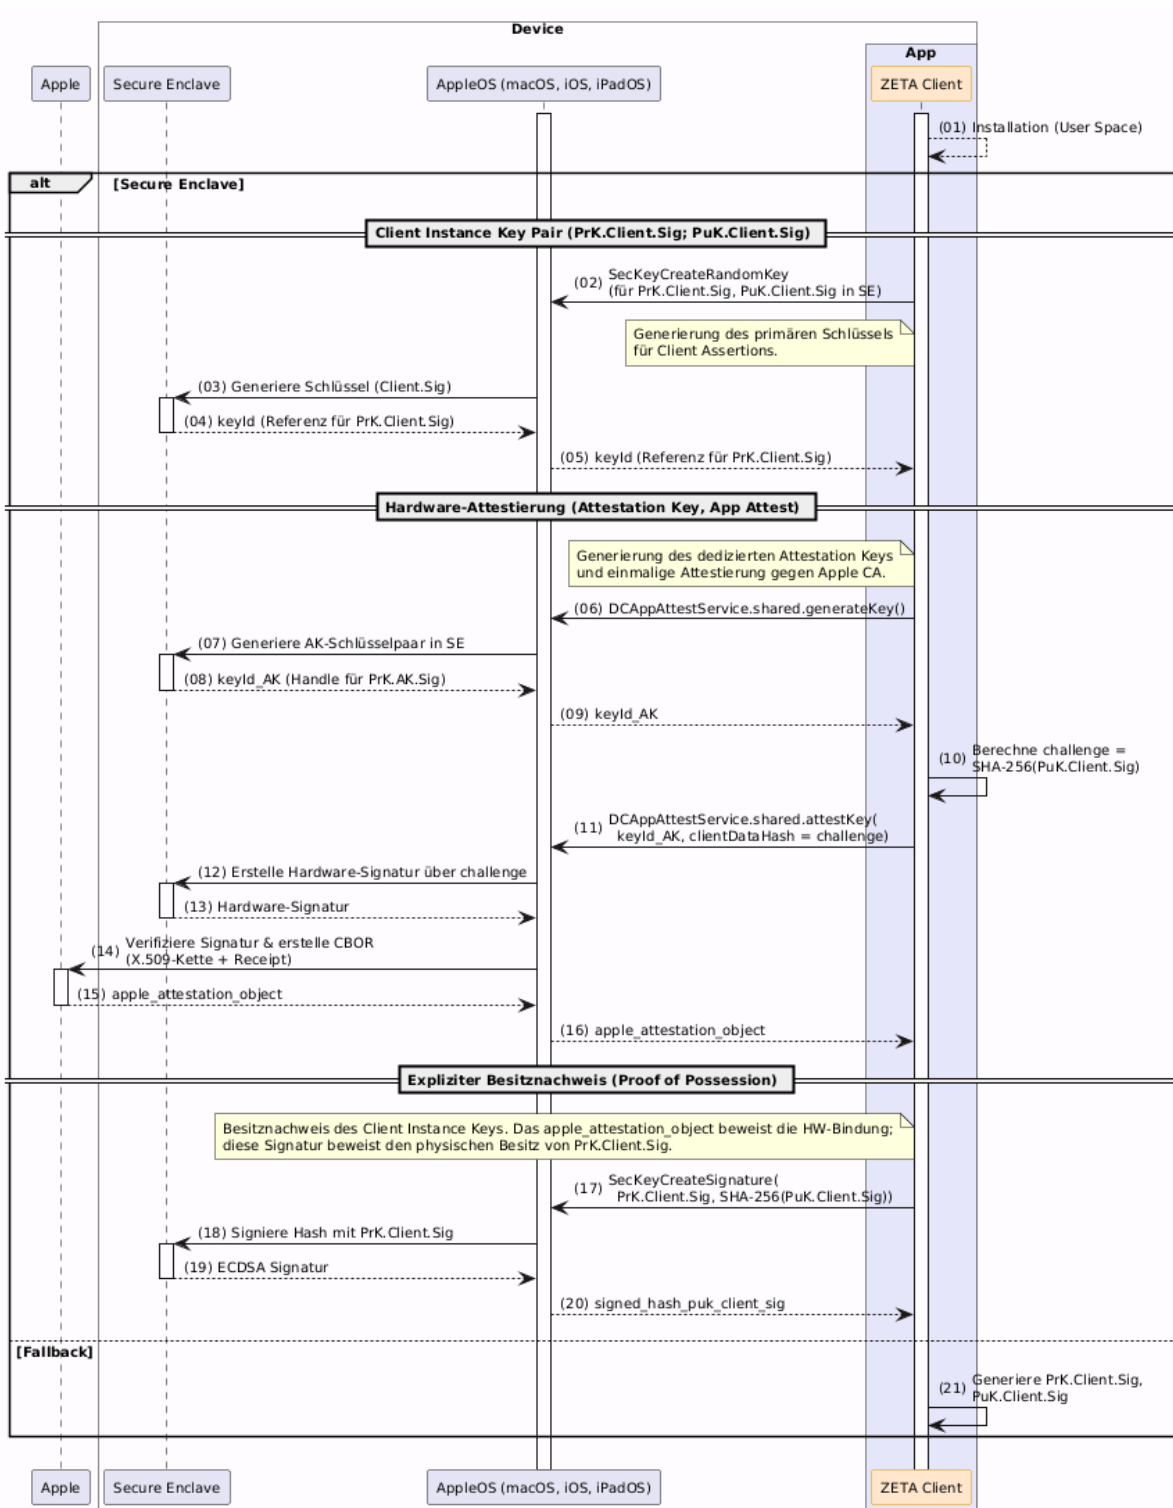 Device
App
Apple
Secure Enclave
AppleOS (macOS, iOS, iPadOS)
ZETA Client
(01) Installation (User Space)
alt
[Secure Enclave]
Client Instance Key Pair (PrK.Client.Sig; PuK.Client.Sig)
(02) SecKeyCreateRandomKey
(für PrK.Client.Sig, PuK.Client.Sig in SE)
Generierung des primären Schlüssels
für Client Assertions.
(03) Generiere Schlüssel (Client.Sig)
(04) keyId (Referenz für PrK.Client.Sig)
(05) keyId (Referenz für PrK.Client.Sig)
Hardware-Attestierung (Attestation Key, App Attest)
Generierung des dedizierten Attestation Keys
und einmalige Attestierung gegen Apple CA.
(06) DCAppAttestService.shared.generateKey()
(07) Generiere AK-Schlüsselpaar in SE
(08) keyId_AK (Handle für PrK.AK.Sig)
(09) keyId_AK
(10) Berechne challenge =
SHA-256(PuK.Client.Sig)
(11) DCAppAttestService.shared.attestKey(
keyId_AK, clientDataHash = challenge)
(12) Erstelle Hardware-Signatur über challenge
(13) Hardware-Signatur
(14) Verifiziere Signatur & erstelle CBOR
(X.509-Kette + Receipt)
(15) apple_attestation_object
(16) apple_attestation_object
Expliziter Besitznachweis (Proof of Possession)
Besitznachweis des Client Instance Keys. Das apple_attestation_object beweist die HW-Bindung;
diese Signatur beweist den physischen Besitz von PrK.Client.Sig.
(17) SecKeyCreateSignature(
PrK.Client.Sig, SHA-256(PuK.Client.Sig))
(18) Signiere Hash mit PrK.Client.Sig
(19) ECDSA Signatur
(20) signed_hash_puk_client_sig
[Fallback]
(21) Generiere PrK.Client.Sig,
PuK.Client.Sig
Apple
Secure Enclave
AppleOS (macOS, iOS, iPadOS)
ZETA Client